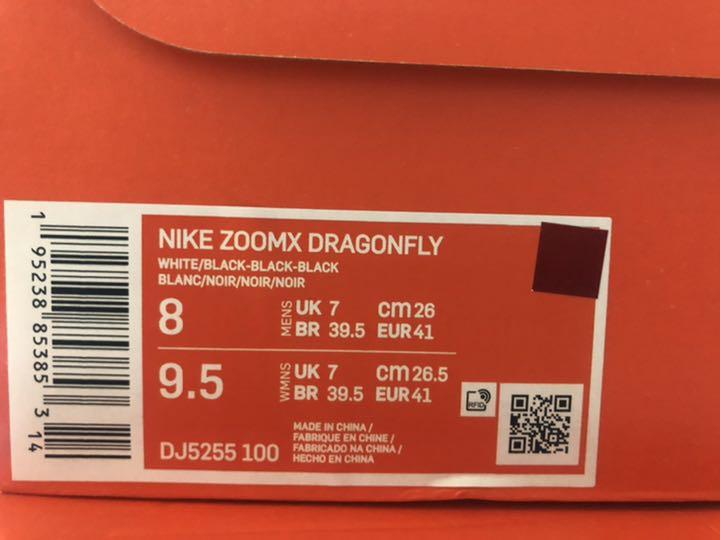 NIKE ZOOMX DRAGONFLY
WHITE/BLACK-BLACK-BLACK
BLANC/NOIR/NOIR/NOIR
8 MENS UK 7 cm 26
BR 39.5 EUR 41
9.5 WMNS UK 7 cm 26.5
BR 39.5 EUR 41
RFID
DJ5255 100
MADE IN CHINA /
FABRIQUE EN CHINE /
FABRICADO NA CHINA /
HECHO EN CHINA
1 95238 85385 3 14